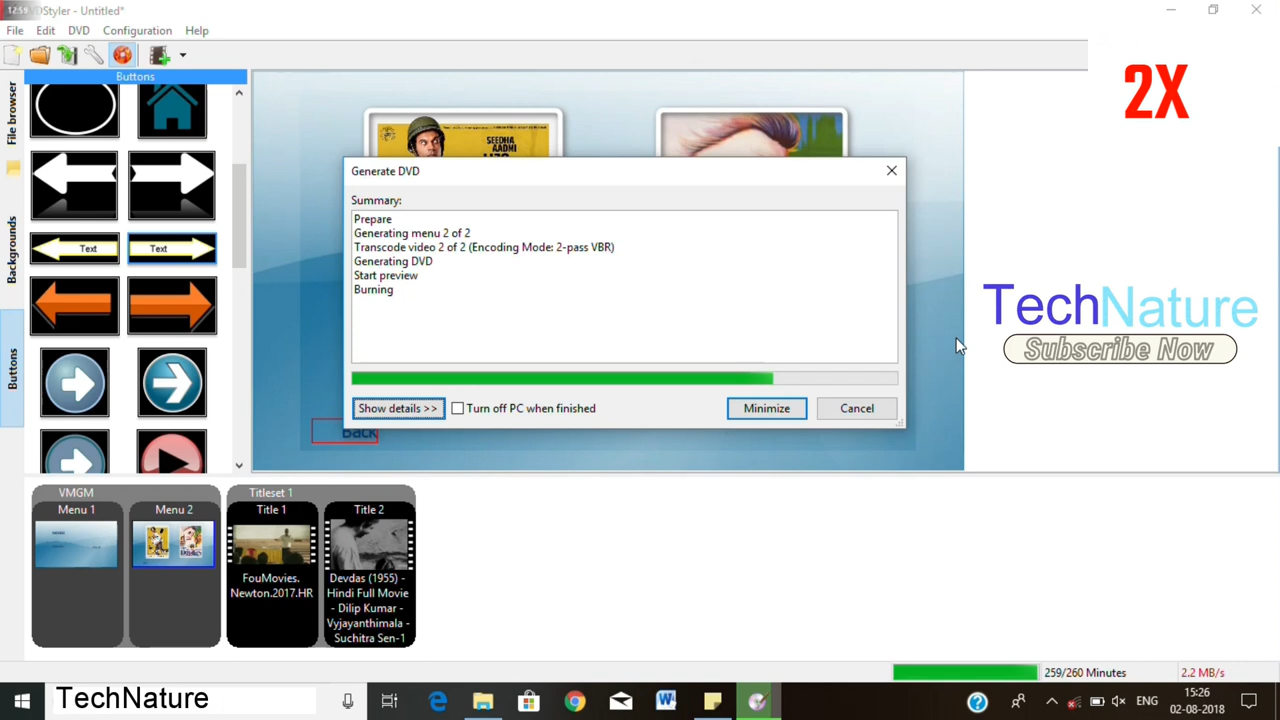 12:59
DStyler - Untitled*
File Edit DVD Configuration Help
2X
Buttons
File browser
Backgrounds
Buttons
Text
Text
SEEDHA
AADMI
Generate DVD
Summary:
Prepare
Generating menu 2 of 2
Transcode video 2 of 2 (Encoding Mode: 2-pass VBR)
Generating DVD
Start preview
Burning
Show details >>
Turn off PC when finished
Minimize
Cancel
Back
TechNature
Subscribe Now
VMGM
Menu 1
Menu 2
Titleset 1
Title 1
Title 2
FouMovies.
Newton.2017.HR
Devdas (1955) -
Hindi Full Movie
- Dilip Kumar -
Vyjayanthimala -
Suchitra Sen-1
259/260 Minutes
2.2 MB/s
TechNature
ENG
15:26
02-08-2018